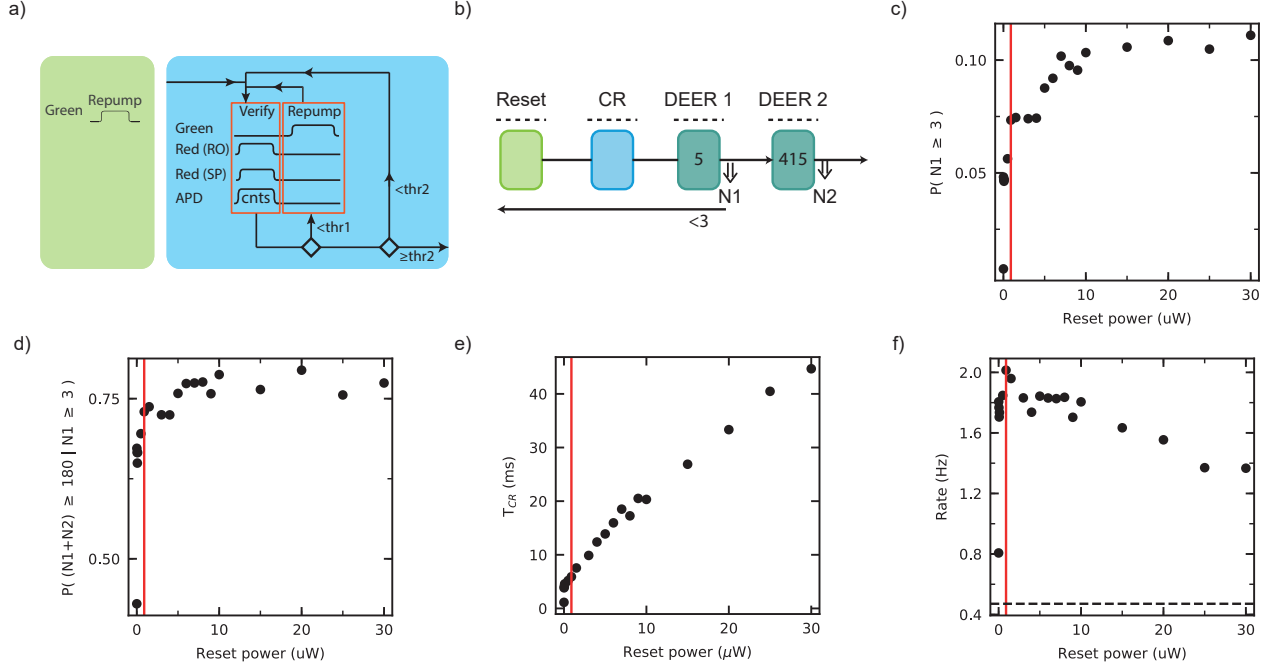 a)
Green
Repump
Verify
Repump
Green
Red (RO)
Red (SP)
APD
cnts
<thr1
<thr2
≥thr2
b)
Reset
CR
DEER 1
DEER 2
5
415
N1
N2
<3
c)
P( N1 ≥ 3 )
0.10
0.05
0
10
20
30
Reset power (uW)
d)
P( (N1+N2) ≥ 180 | N1 ≥ 3 )
0.75
0.50
0
10
20
30
Reset power (uW)
e)
T_CR (ms)
40
30
20
10
0
0
10
20
30
Reset power (μW)
f)
Rate (Hz)
2.0
1.6
1.2
0.8
0.4
0
10
20
30
Reset power (uW)